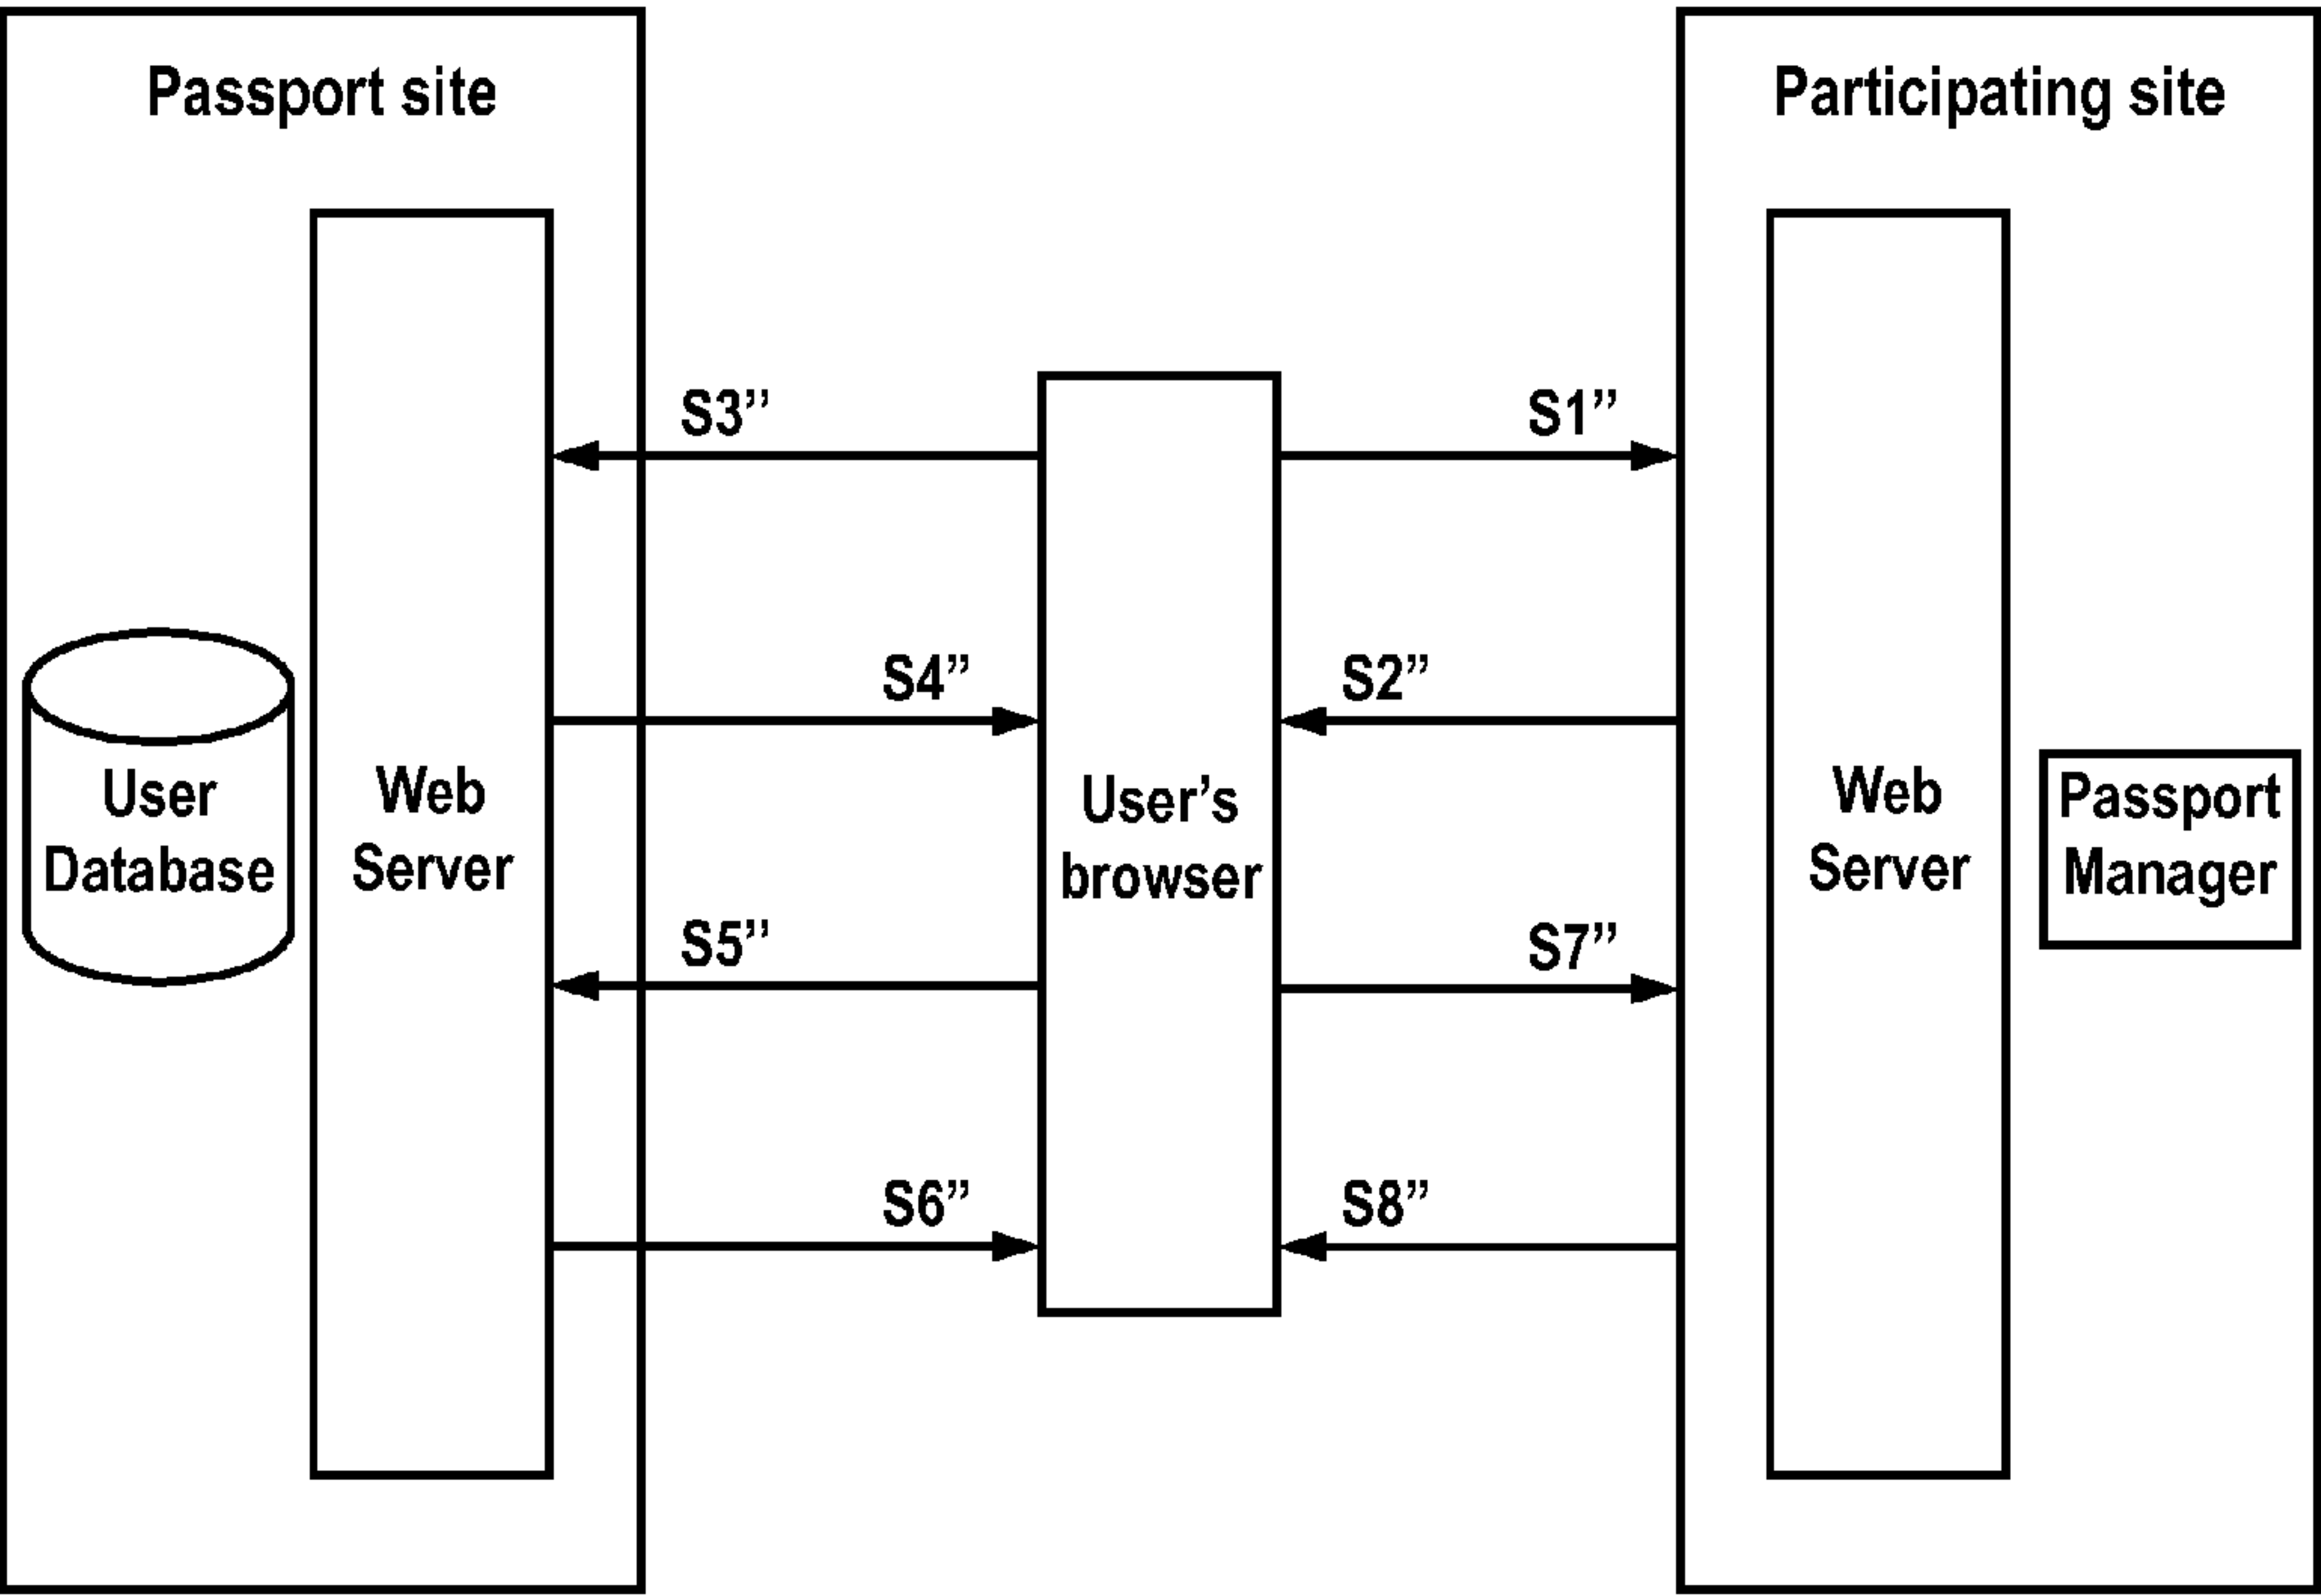 Passport site
Participating site
S3”
S1”
S4”
S2”
User
Database
Web
Server
User’s
browser
Web
Server
Passport
Manager
S5”
S7”
S6”
S8”